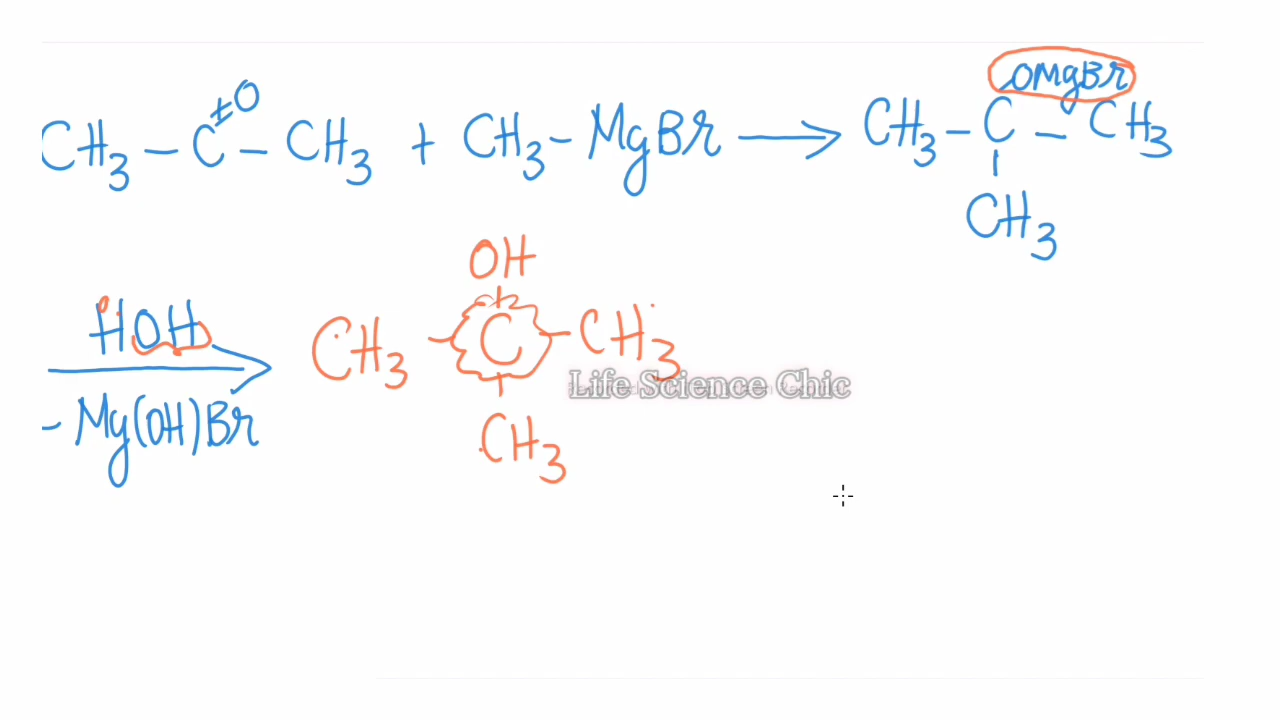 O OMgBr
CH3 – C – CH3 + CH3– MgBr → CH3 – C – CH3
CH3
OH
HOH CH3 – C – CH3
Life Science Chic
- Mg(OH)Br
CH3